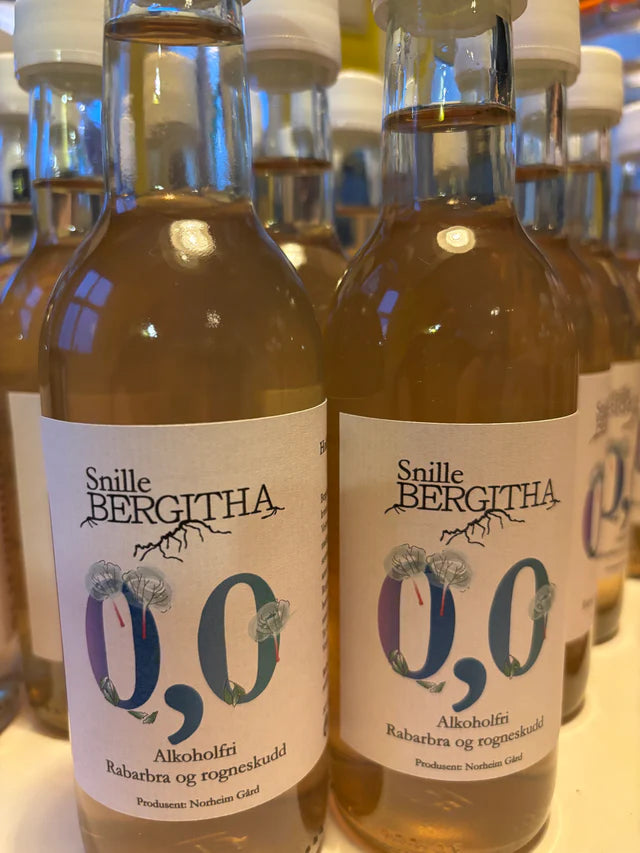 Snille
BERGITHA
0,0
Alkoholfri
Rabarbra og rogneskudd
Produsent: Norheim Gård
Snille
BERGITHA
0,0
Alkoholfri
Rabarbra og rogneskudd
Produsent: Norheim Gård